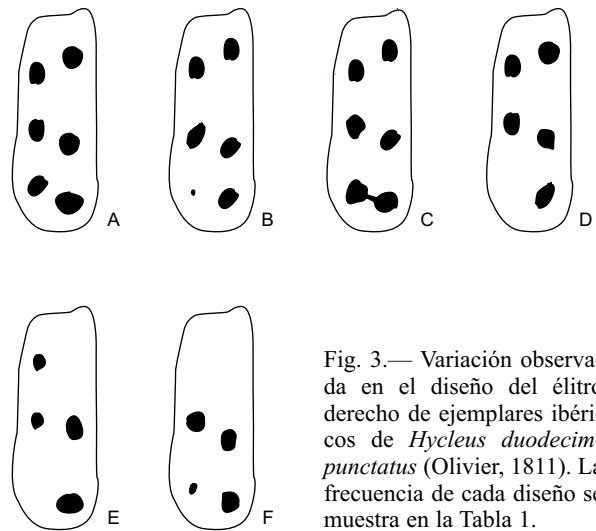 A
B
C
D
E
F
Fig. 3.— Variación observa-
da en el diseño del élitro
derecho de ejemplares ibéri-
cos de Hycleus duodecim-
punctatus (Olivier, 1811). La
frecuencia de cada diseño se
muestra en la Tabla 1.